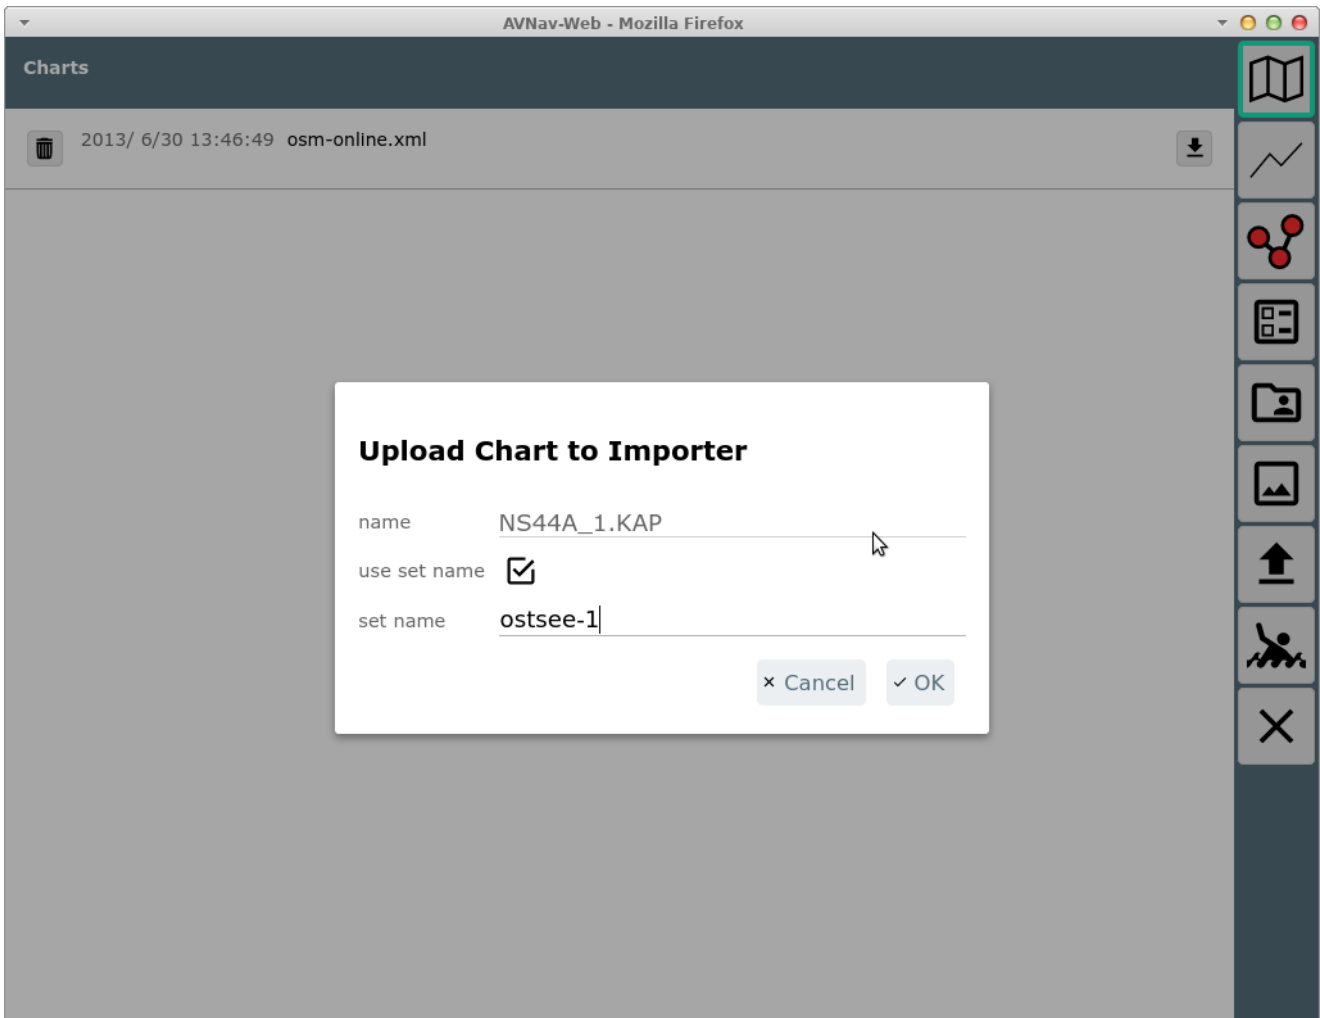 AVNav-Web - Mozilla Firefox
Charts
2013/ 6/30 13:46:49 osm-online.xml
Upload Chart to Importer
name NS44A_1.KAP
use set name
set name ostsee-1
Cancel OK